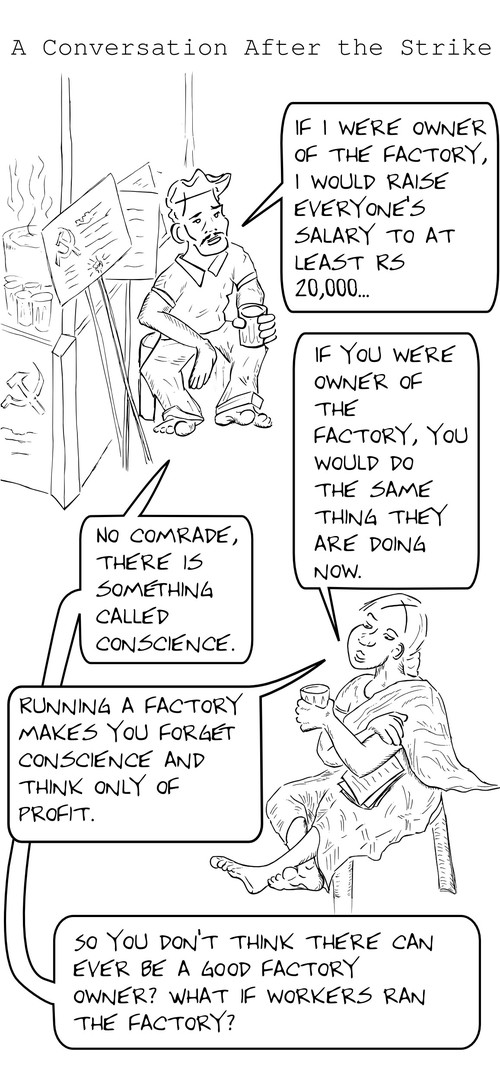 A Conversation After the Strike
IF I WERE OWNER
OF THE FACTORY,
I WOULD RAISE
EVERYONE'S
SALARY TO AT
LEAST RS
20,000...
IF YOU WERE
OWNER OF
THE
FACTORY, YOU
WOULD DO
THE SAME
THING THEY
ARE DOING
NOW.
NO COMRADE,
THERE IS
SOMETHING
CALLED
CONSCIENCE.
RUNNING A FACTORY
MAKES YOU FORGET
CONSCIENCE AND
THINK ONLY OF
PROFIT.
SO YOU DON'T THINK THERE CAN
EVER BE A GOOD FACTORY
OWNER? WHAT IF WORKERS RAN
THE FACTORY?